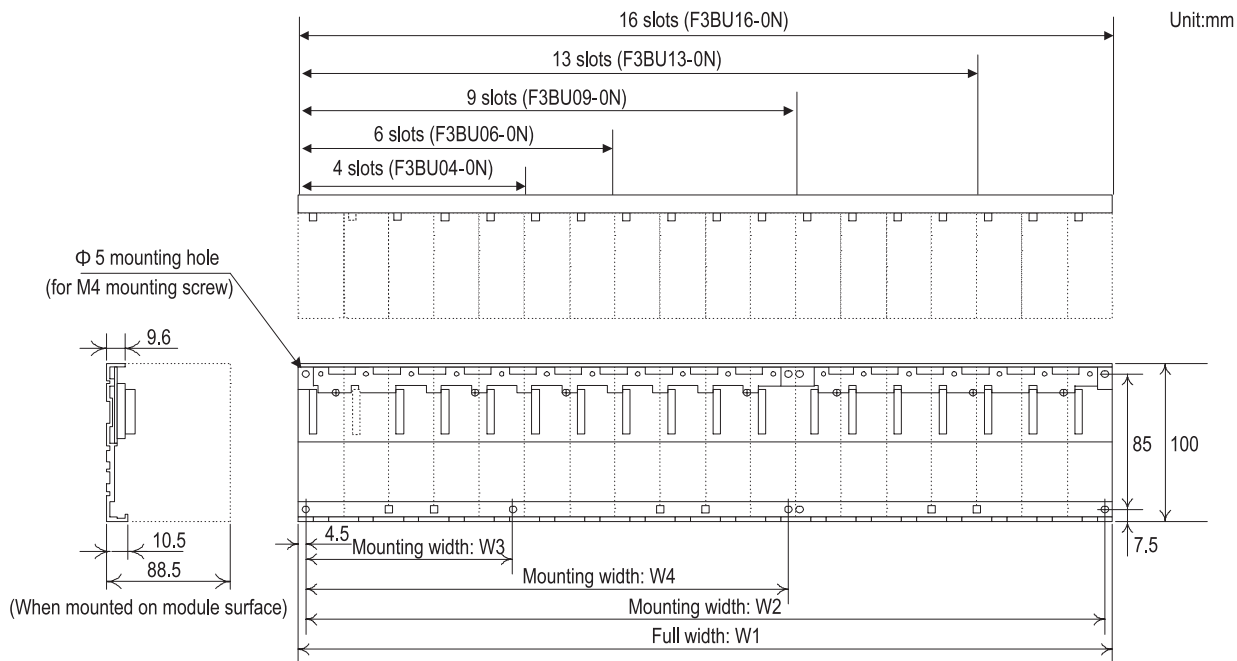 16 slots (F3BU16-0N)
Unit:mm
13 slots (F3BU13-0N)
9 slots (F3BU09-0N)
6 slots (F3BU06-0N)
4 slots (F3BU04-0N)
Φ 5 mounting hole
(for M4 mounting screw)
9.6
85
100
10.5
88.5
(When mounted on module surface)
4.5
7.5
Mounting width: W3
Mounting width: W4
Mounting width: W2
Full width: W1